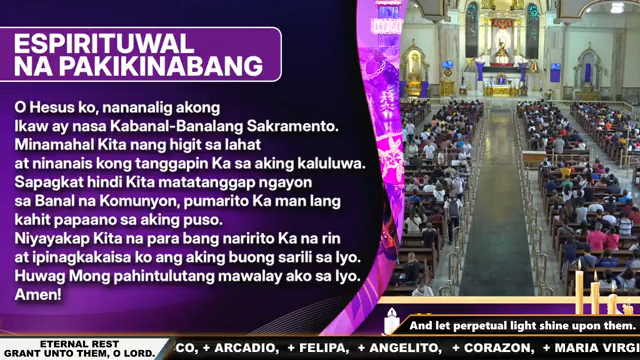 ESPIRITUWAL
NA PAKIKINABANG
O Hesus ko, nananalig akong
Ikaw ay nasa Kabanal-Banalang Sakramento.
Minamahal Kita nang higit sa lahat
at ninanais kong tanggapin Ka sa aking kaluluwa.
Sapagkat hindi Kita matatanggap ngayon
sa Banal na Komunyon, pumarito Ka man lang
kahit papaano sa aking puso.
Niyayakap Kita na para bang naririto Ka na rin
at ipinagkakaisa ko ang aking buong sarili sa Iyo.
Huwag Mong pahintulutang mawalay ako sa Iyo.
Amen!
And let perpetual light shine upon them.
ETERNAL REST
GRANT UNTO THEM, O LORD.
CO, + ARCADIO, + FELIPA, + ANGELITO, + CORAZON, + MARIA VIRG